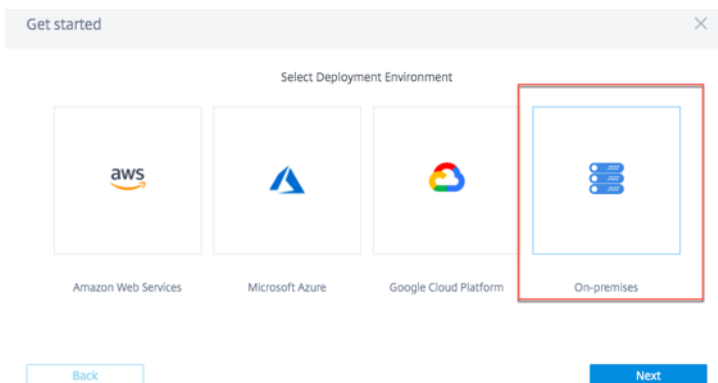 Get started
Select Deployment Environment
aws
Amazon Web Services
Microsoft Azure
Google Cloud Platform
On-premises
Back
Next